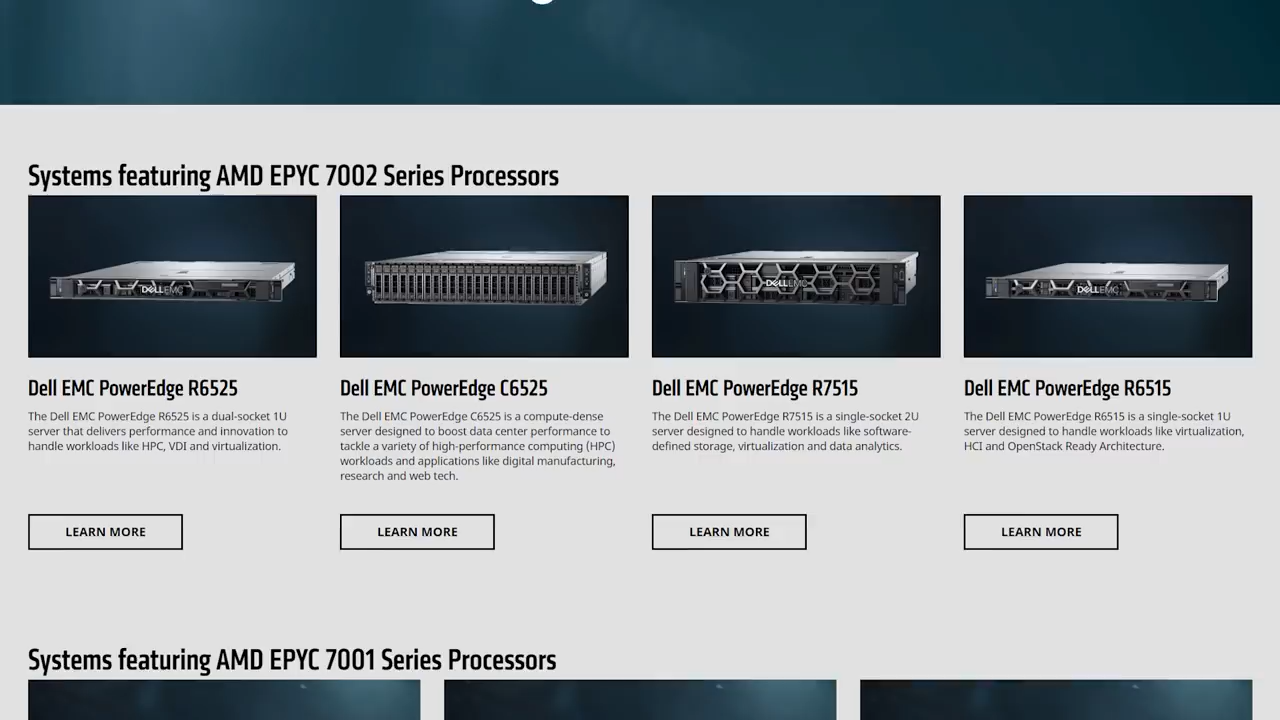 Systems featuring AMD EPYC 7002 Series Processors
DELLEMC
DELLEMC
DELLEMC
Dell EMC PowerEdge R6525
The Dell EMC PowerEdge R6525 is a dual-socket 1U
server that delivers performance and innovation to
handle workloads like HPC, VDI and virtualization.
LEARN MORE
Dell EMC PowerEdge C6525
The Dell EMC PowerEdge C6525 is a compute-dense
server designed to boost data center performance to
tackle a variety of high-performance computing (HPC)
workloads and applications like digital manufacturing,
research and web tech.
LEARN MORE
Dell EMC PowerEdge R7515
The Dell EMC PowerEdge R7515 is a single-socket 2U
server designed to handle workloads like software-
defined storage, virtualization and data analytics.
LEARN MORE
Dell EMC PowerEdge R6515
The Dell EMC PowerEdge R6515 is a single-socket 1U
server designed to handle workloads like virtualization,
HCI and OpenStack Ready Architecture.
LEARN MORE
Systems featuring AMD EPYC 7001 Series Processors